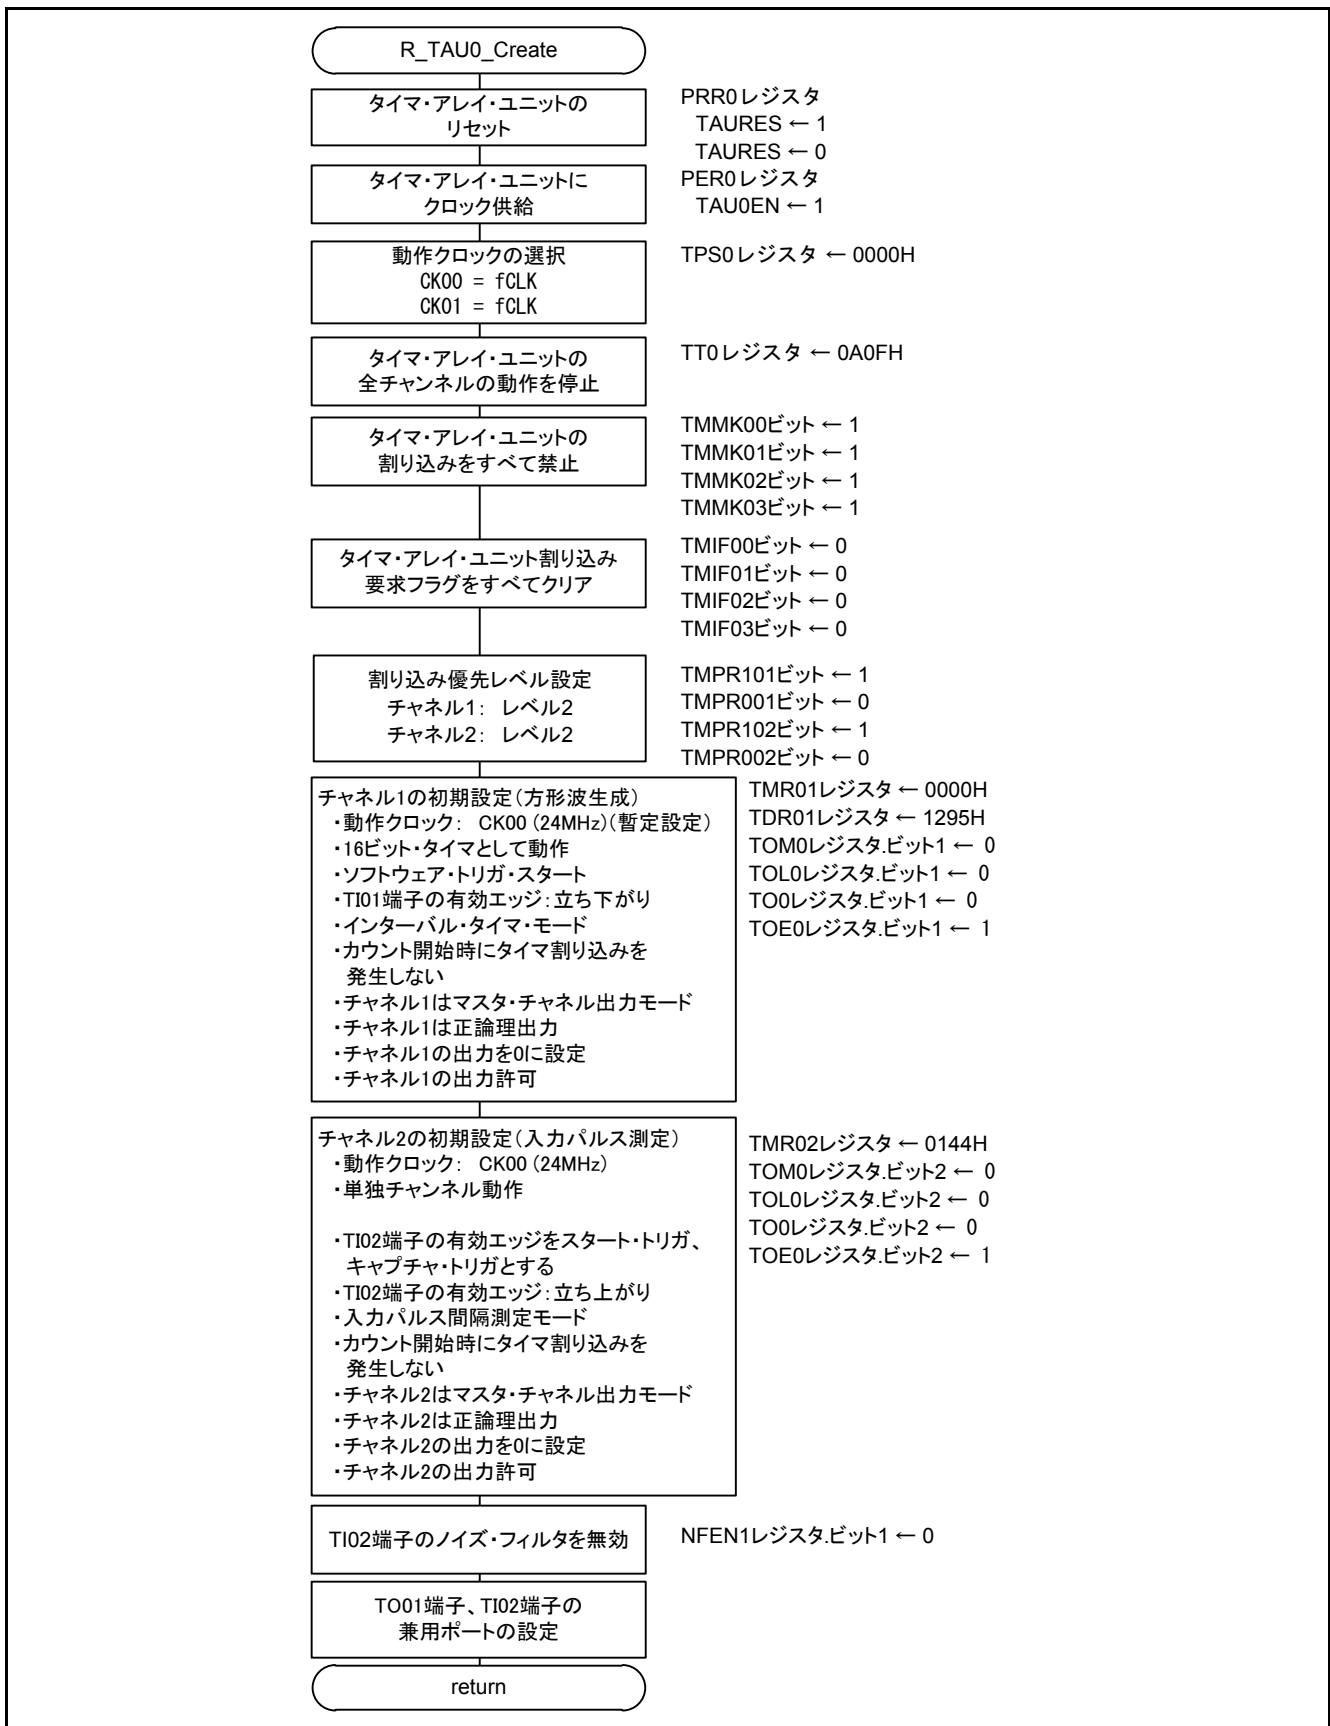 R_TAU0_Create
タイマ・アレイ・ユニットの
リセット
PRR0レジスタ
TAURES ← 1
TAURES ← 0
タイマ・アレイ・ユニットに
クロック供給
PER0レジスタ
TAU0EN ← 1
動作クロックの選択
CK00 = fCLK
CK01 = fCLK
TPS0レジスタ ← 0000H
タイマ・アレイ・ユニットの
全チャンネルの動作を停止
TT0レジスタ ← 0A0FH
タイマ・アレイ・ユニットの
割り込みをすべて禁止
TMMK00ビット ← 1
TMMK01ビット ← 1
TMMK02ビット ← 1
TMMK03ビット ← 1
タイマ・アレイ・ユニット割り込み
要求フラグをすべてクリア
TMIF00ビット ← 0
TMIF01ビット ← 0
TMIF02ビット ← 0
TMIF03ビット ← 0
割り込み優先レベル設定
チャネル1： レベル2
チャネル2： レベル2
TMPR101ビット ← 1
TMPR001ビット ← 0
TMPR102ビット ← 1
TMPR002ビット ← 0
チャネル1の初期設定（方形波生成）
・動作クロック： CK00（24MHz）（暫定設定）
・16ビット・タイマとして動作
・ソフトウェア・トリガ・スタート
・TI01端子の有効エッジ：立ち下がり
・インターバル・タイマ・モード
・カウント開始時にタイマ割り込みを
発生しない
・チャネル1はマスタ・チャネル出力モード
・チャネル1は正論理出力
・チャネル1の出力を0に設定
・チャネル1の出力許可
TMR01レジスタ ← 0000H
TDR01レジスタ ← 1295H
TOM0レジスタ.ビット1 ← 0
TOL0レジスタ.ビット1 ← 0
TO0レジスタ.ビット1 ← 0
TOE0レジスタ.ビット1 ← 1
チャネル2の初期設定（入力パルス測定）
・動作クロック： CK00（24MHz）
・単独チャンネル動作
・TI02端子の有効エッジをスタート・トリガ、
キャプチャ・トリガとする
・TI02端子の有効エッジ：立ち上がり
・入力パルス間隔測定モード
・カウント開始時にタイマ割り込みを
発生しない
・チャネル2はマスタ・チャネル出力モード
・チャネル2は正論理出力
・チャネル2の出力を0に設定
・チャネル2の出力許可
TMR02レジスタ ← 0144H
TOM0レジスタ.ビット2 ← 0
TOL0レジスタ.ビット2 ← 0
TO0レジスタ.ビット2 ← 0
TOE0レジスタ.ビット2 ← 1
TI02端子のノイズ・フィルタを無効
NFEN1レジスタ.ビット1 ← 0
TO01端子、TI02端子の
兼用ポートの設定
return